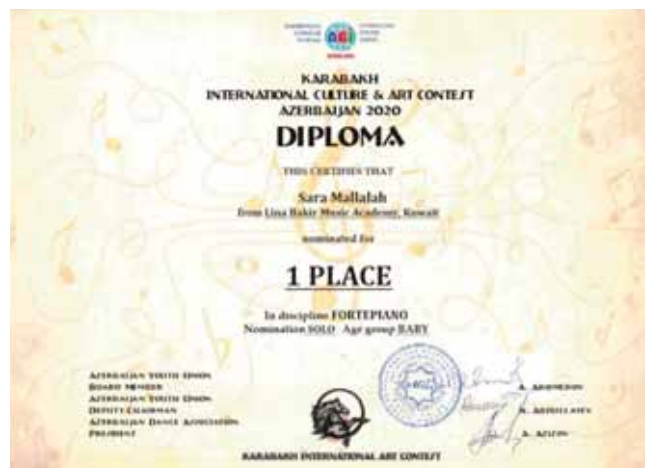 KARABAKH
INTERNATIONAL CULTURE & ART CONTEST
AZERBAIJAN 2020
DIPLOMA
THIS CERTIFIES THAT
Sara Mallalah
from Lina Bakir Music Academy, Kuwait
nominated for
1 PLACE
In discipline FORTEPIANO
Nomination SOLO Age group BABY
AZERBAIJAN YOUTH UNION
BOARD MEMBER
AZERBAIJAN YOUTH UNION
DEPUTY CHAIRMAN
AZERBAIJAN DANCE ASSOCIATION
PRESIDENT
A.
A.
KARABAKH INTERNATIONAL ART CONTEST